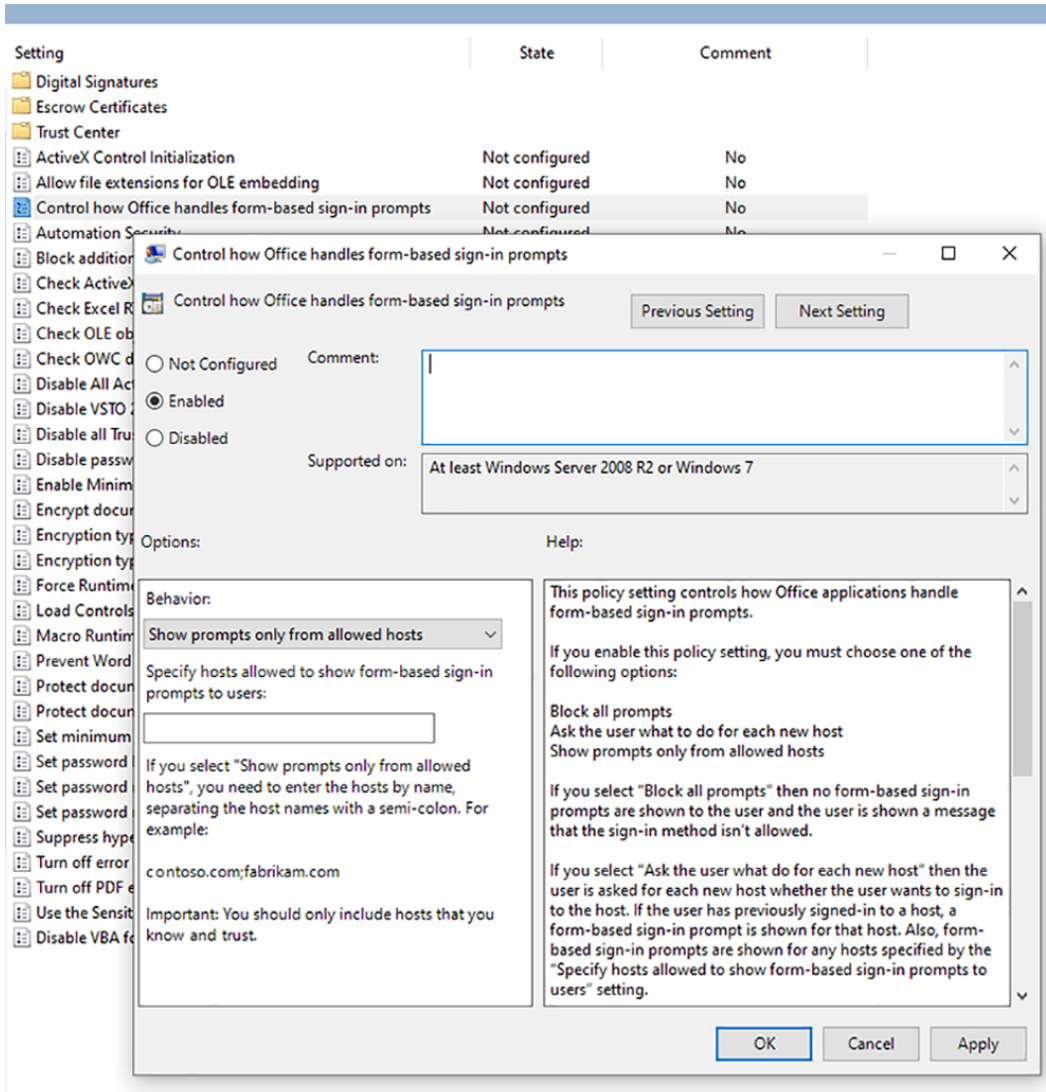 Setting State Comment
Digital Signatures
Escrow Certificates
Trust Center
ActiveX Control Initialization Not configured No
Allow file extensions for OLE embedding Not configured No
Control how Office handles form-based sign-in prompts Not configured No
Automation Security Not configured No
Block addition
Check ActiveX
Check Excel R
Check OLE ob
Check OWC d
Disable All Act
Disable VSTO 2
Disable all Tru
Disable passw
Enable Minim
Encrypt docum
Encryption typ
Encryption typ
Force Runtime
Load Controls
Macro Runtim
Prevent Word
Protect docun
Protect docun
Set minimum
Set password
Set password
Set password
Suppress hype
Turn off error
Turn off PDF e
Use the Sensit
Disable VBA fo
Control how Office handles form-based sign-in prompts
Control how Office handles form-based sign-in prompts
Previous Setting Next Setting
Not Configured
Enabled
Disabled
Comment:
Supported on: At least Windows Server 2008 R2 or Windows 7
Options:
Behavior:
Show prompts only from allowed hosts
Specify hosts allowed to show form-based sign-in
prompts to users:
If you select "Show prompts only from allowed
hosts", you need to enter the hosts by name,
separating the host names with a semi-colon. For
example:
contoso.com;fabrikam.com
Important: You should only include hosts that you
know and trust.
Help:
This policy setting controls how Office applications handle
form-based sign-in prompts.
If you enable this policy setting, you must choose one of the
following options:
Block all prompts
Ask the user what to do for each new host
Show prompts only from allowed hosts
If you select "Block all prompts" then no form-based sign-in
prompts are shown to the user and the user is shown a message
that the sign-in method isn't allowed.
If you select "Ask the user what do for each new host" then the
user is asked for each new host whether the user wants to sign-in
to the host. If the user has previously signed-in to a host, a
form-based sign-in prompt is shown for that host. Also, form-
based sign-in prompts are shown for any hosts specified by the
"Specify hosts allowed to show form-based sign-in prompts to
users" setting.
OK Cancel Apply